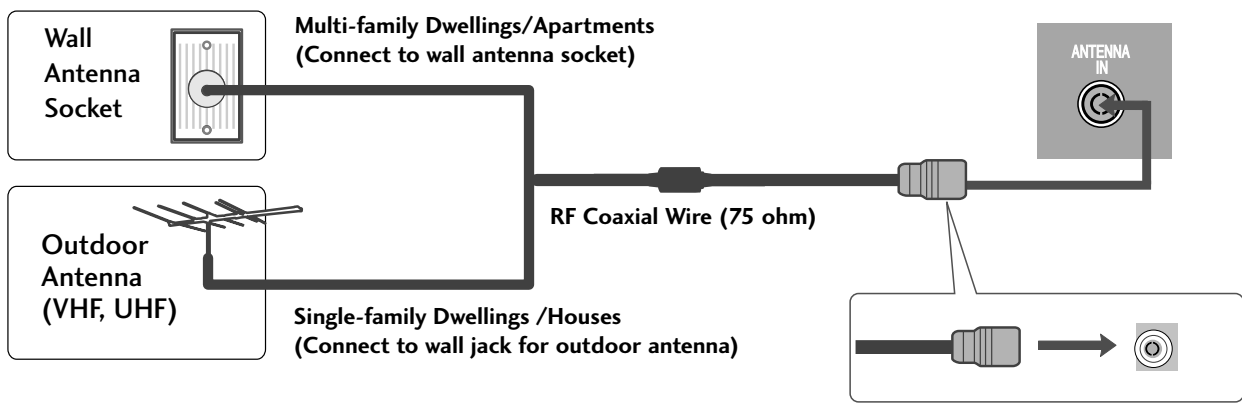 Wall
Antenna
Socket
Multi-family Dwellings/Apartments
(Connect to wall antenna socket)
ANTENNA
IN
RF Coaxial Wire (75 ohm)
Outdoor
Antenna
(VHF, UHF)
Single-family Dwellings /Houses
(Connect to wall jack for outdoor antenna)